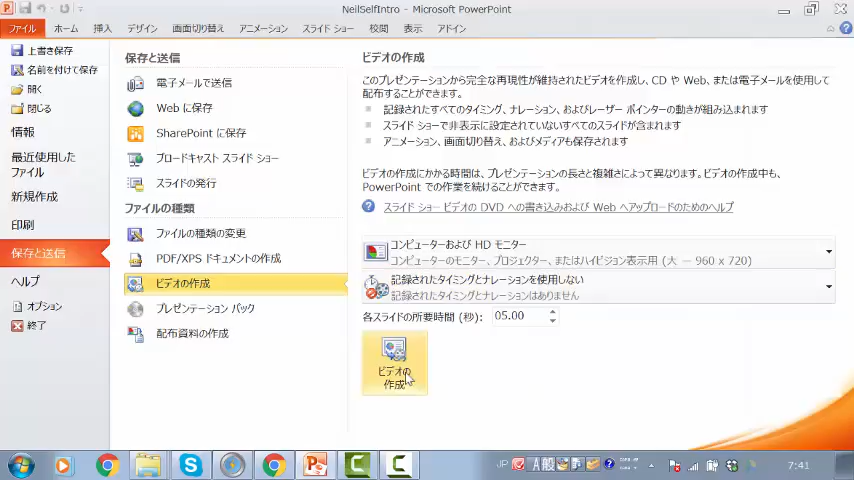 NeilSelfIntro - Microsoft PowerPoint
ファイル ホーム 挿入 デザイン 画面切り替え アニメーション スライド ショー 校閲 表示 アドイン
上書き保存
名前を付けて保存
開く
閉じる
情報
最近使用した
ファイル
新規作成
印刷
保存と送信
ヘルプ
オプション
終了
保存と送信
電子メールで送信
Web に保存
SharePoint に保存
ブロードキャスト スライド ショー
スライドの発行
ファイルの種類
ファイルの種類の変更
PDF/XPS ドキュメントの作成
ビデオの作成
プレゼンテーション パック
配布資料の作成
ビデオの作成
このプレゼンテーションから完全な再現性が維持されたビデオを作成し、CD や Web、または電子メールを使用して
配布することができます。
記録されたすべてのタイミング、ナレーション、およびレーザー ポインターの動きが組み込まれます
スライド ショーで非表示に設定されていないすべてのスライドが含まれます
アニメーション、画面切り替え、およびメディアも保存されます
ビデオの作成にかかる時間は、プレゼンテーションの長さと複雑さによって異なります。ビデオの作成中も、
PowerPoint での作業を続けることができます。
スライド ショー ビデオの DVD への書き込みおよび Web へアップロードのためのヘルプ
コンピューターおよび HD モニター
コンピューターのモニター、プロジェクター、またはハイビジョン表示用 (大 － 960 x 720)
記録されたタイミングとナレーションを使用しない
記録されたタイミングとナレーションはありません
各スライドの所要時間 (秒): 05.00
ビデオの
作成
JP A 般 7:41